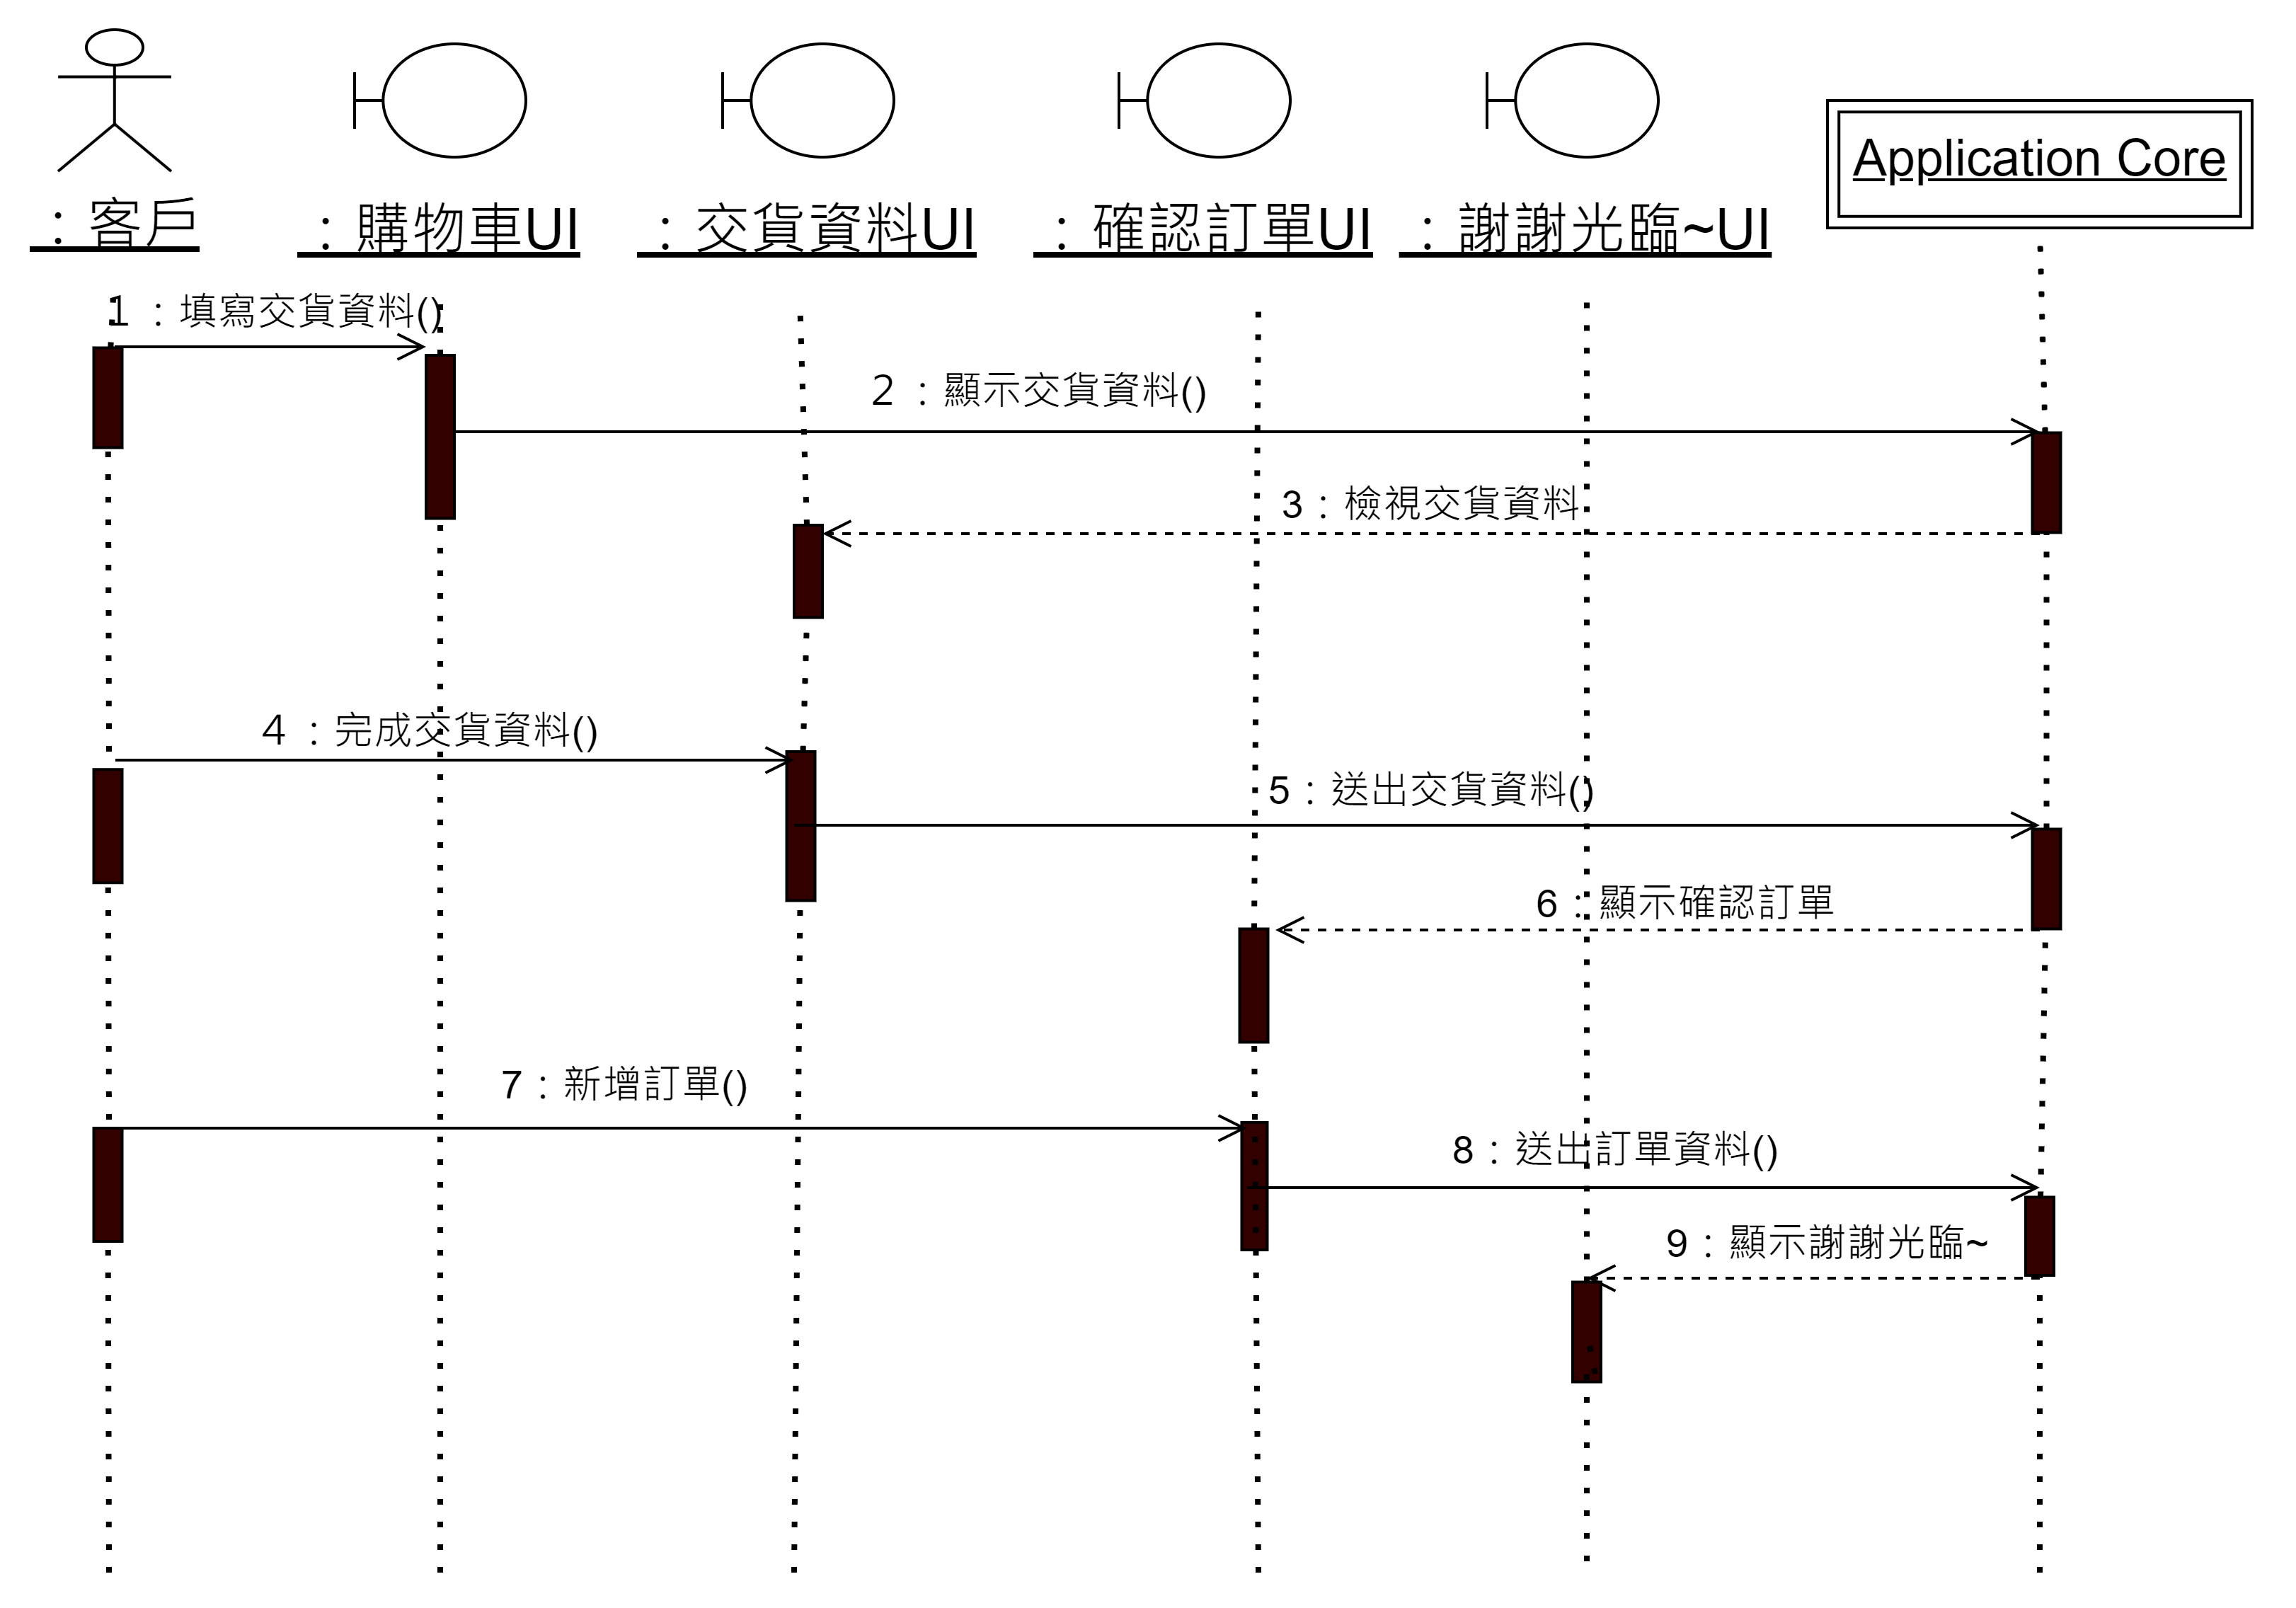 ：客戶
：購物車UI
：交貨資料UI
：確認訂單UI
：謝謝光臨~UI
Application Core
1 ：填寫交貨資料()
2 ：顯示交貨資料()
3：檢視交貨資料
4 ：完成交貨資料()
5：送出交貨資料()
6：顯示確認訂單
7：新增訂單()
8：送出訂單資料()
9：顯示謝謝光臨~